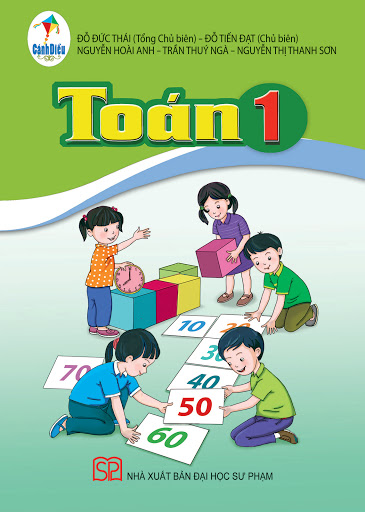 Cánh Diều
ĐỖ ĐỨC THÁI (Tổng Chủ biên) – ĐỖ TIẾN ĐẠT (Chủ biên)
NGUYỄN HOÀI ANH – TRẦN THUÝ NGÀ – NGUYỄN THỊ THANH SƠN
Toán 1
10 20
30
70 40
50
60
SP
NHÀ XUẤT BẢN ĐẠI HỌC SƯ PHẠM